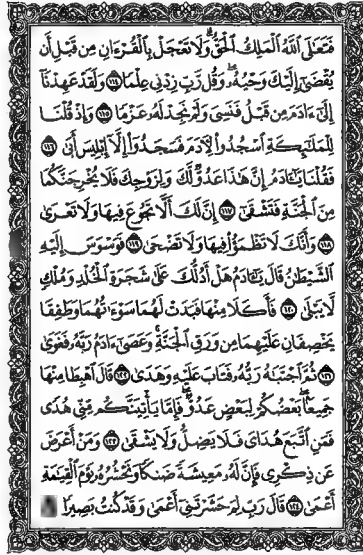 فَتَعَٰلَى ٱللَّهُ ٱلْمَلِكُ ٱلْحَقُّ ۗ وَلَا تَعْجَلْ بِٱلْقُرْءَانِ مِن قَبْلِ أَن
يُقْضَىٰٓ إِلَيْكَ وَحْيُهُۥ ۖ وَقُل رَّبِّ زِدْنِى عِلْمًا ١١٤ وَلَقَدْ عَهِدْنَآ
إِلَىٰٓ ءَادَمَ مِن قَبْلُ فَنَسِىَ وَلَمْ نَجِدْ لَهُۥ عَزْمًا ١١٥ وَإِذْ قُلْنَا
لِلْمَلَٰٓئِكَةِ ٱسْجُدُوا۟ لِءَادَمَ فَسَجَدُوٓا۟ إِلَّآ إِبْلِيسَ أَبَىٰ ١١٦
فَقُلْنَا يَٰٓـَٔادَمُ إِنَّ هَٰذَا عَدُوٌّ لَّكَ وَلِزَوْجِكَ فَلَا يُخْرِجَنَّكُمَا
مِنَ ٱلْجَنَّةِ فَتَشْقَىٰٓ ١١٧ إِنَّ لَكَ أَلَّا تَجُوعَ فِيهَا وَلَا تَعْرَىٰ
١١٨ وَأَنَّكَ لَا تَظْمَؤُا۟ فِيهَا وَلَا تَضْحَىٰ ١١٩ فَوَسْوَسَ إِلَيْهِ
ٱلشَّيْطَٰنُ قَالَ يَٰٓـَٔادَمُ هَلْ أَدُلُّكَ عَلَىٰ شَجَرَةِ ٱلْخُلْدِ وَمُلْكٍ
لَّا يَبْلَىٰ ١٢٠ فَأَكَلَا مِنْهَا فَبَدَتْ لَهُمَا سَوْءَٰتُهُمَا وَطَفِقَا
يَخْصِفَانِ عَلَيْهِمَا مِن وَرَقِ ٱلْجَنَّةِ ۚ وَعَصَىٰٓ ءَادَمُ رَبَّهُۥ فَغَوَىٰ
١٢١ ثُمَّ ٱجْتَبَٰهُ رَبُّهُۥ فَتَابَ عَلَيْهِ وَهَدَىٰ ١٢٢ قَالَ ٱهْبِطَا مِنْهَا
جَمِيعًۢا ۖ بَعْضُكُمْ لِبَعْضٍ عَدُوٌّ ۖ فَإِمَّا يَأْتِيَنَّكُم مِّنِّى هُدًى
فَمَنِ ٱتَّبَعَ هُدَاىَ فَلَا يَضِلُّ وَلَا يَشْقَىٰ ١٢٣ وَمَنْ أَعْرَضَ
عَن ذِكْرِى فَإِنَّ لَهُۥ مَعِيشَةً ضَنكًا وَنَحْشُرُهُۥ يَوْمَ ٱلْقِيَٰمَةِ
أَعْمَىٰ ١٢٤ قَالَ رَبِّ لِمَ حَشَرْتَنِىٓ أَعْمَىٰ وَقَدْ كُنتُ بَصِيرًا